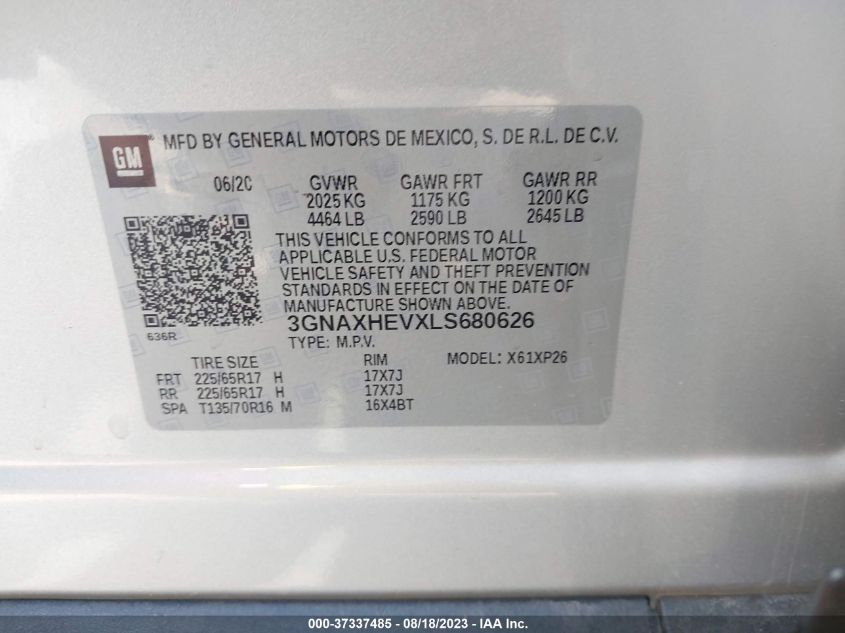 GM® MFD BY GENERAL MOTORS DE MEXICO, S. DE R.L. DE C.V.
06/20 GVWR GAWR FRT GAWR RR
2025 KG 1175 KG 1200 KG
4464 LB 2590 LB 2645 LB
THIS VEHICLE CONFORMS TO ALL
APPLICABLE U.S. FEDERAL MOTOR
VEHICLE SAFETY AND THEFT PREVENTION
STANDARDS IN EFFECT ON THE DATE OF
MANUFACTURE SHOWN ABOVE.
636R 3GNAXHEVXLS680626
TYPE: M.P.V.
TIRE SIZE RIM MODEL: X61XP26
FRT 225/65R17 H 17X7J
RR 225/65R17 H 17X7J
SPA T135/70R16 M 16X4BT
000-37337485 - 08/18/2023 - IAA Inc.